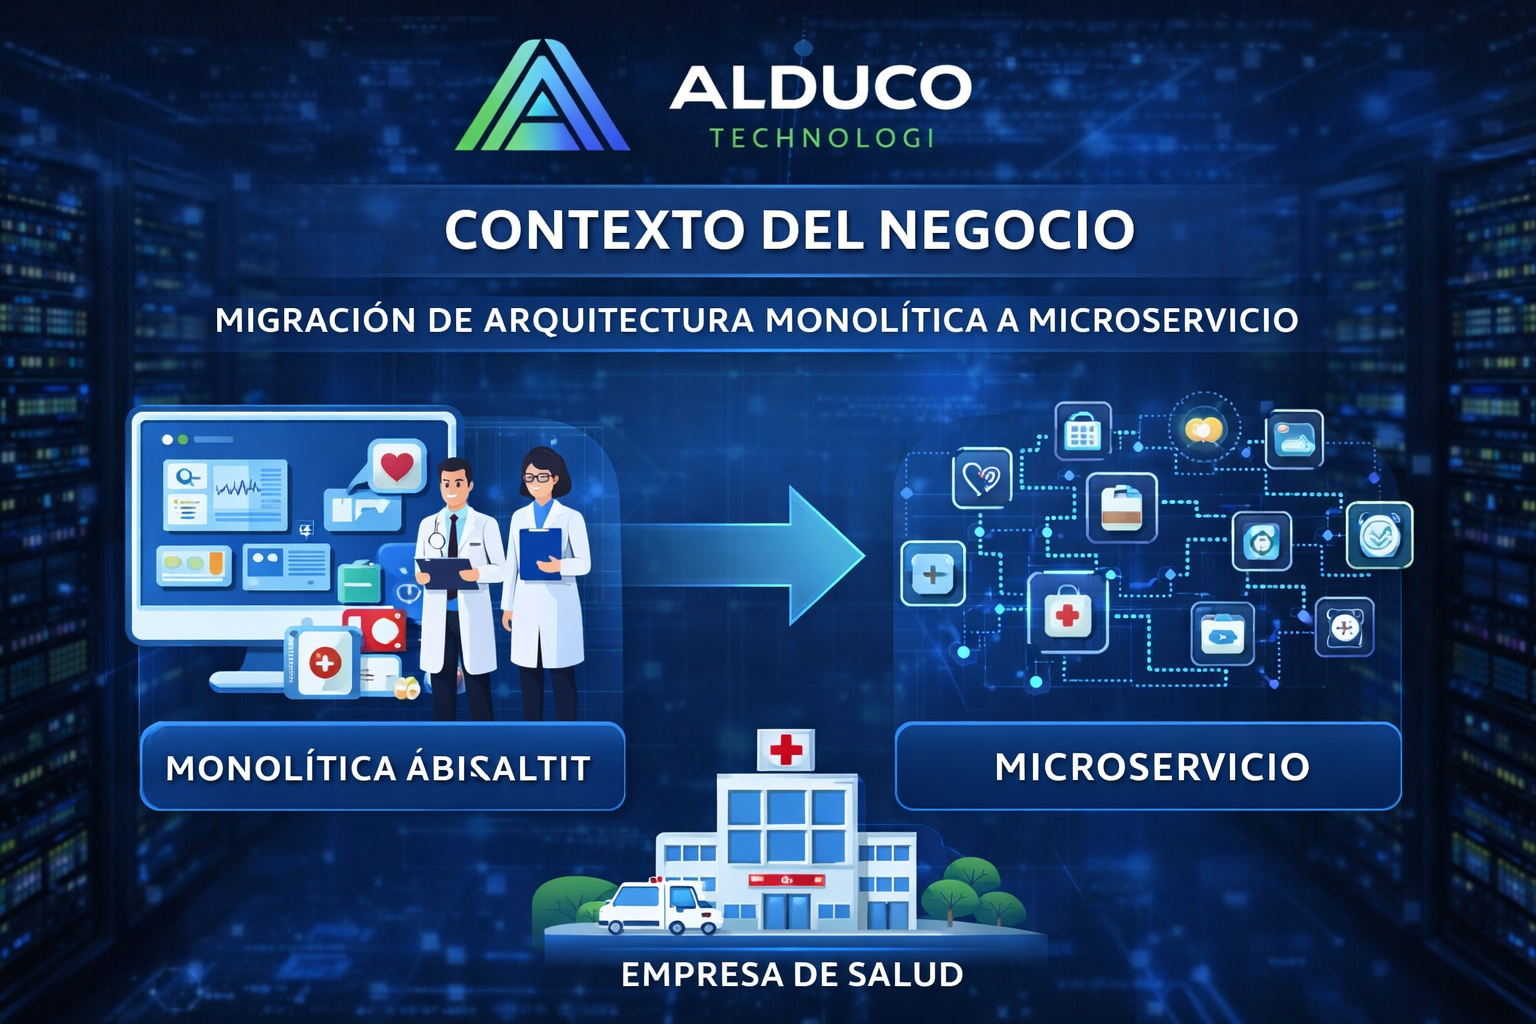 ALDUCO
TECHNOLOGI
CONTEXTO DEL NEGOCIO
MIGRACIÓN DE ARQUITECTURA MONOLÍTICA A MICROSERVICIO
MONOLÍTICA
MICROSERVICIO
EMPRESA DE SALUD